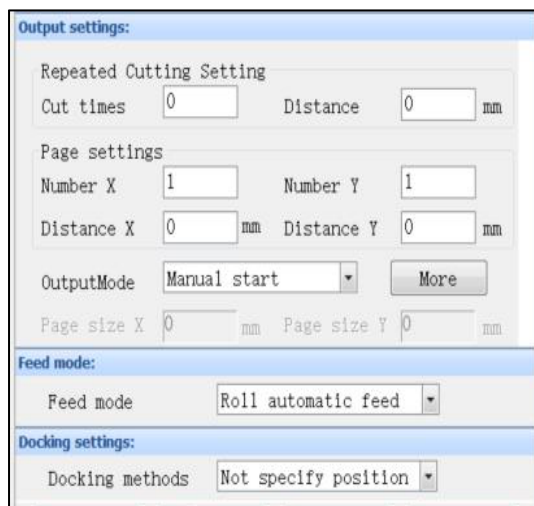 Output settings:
Repeated Cutting Setting
Cut times 0 Distance 0 mm
Page settings
Number X 1 Number Y 1
Distance X 0 mm Distance Y 0 mm
OutputMode Manual start More
Page size X 0 mm Page size Y 0 mm
Feed mode:
Feed mode Roll automatic feed
Docking settings:
Docking methods Not specify position